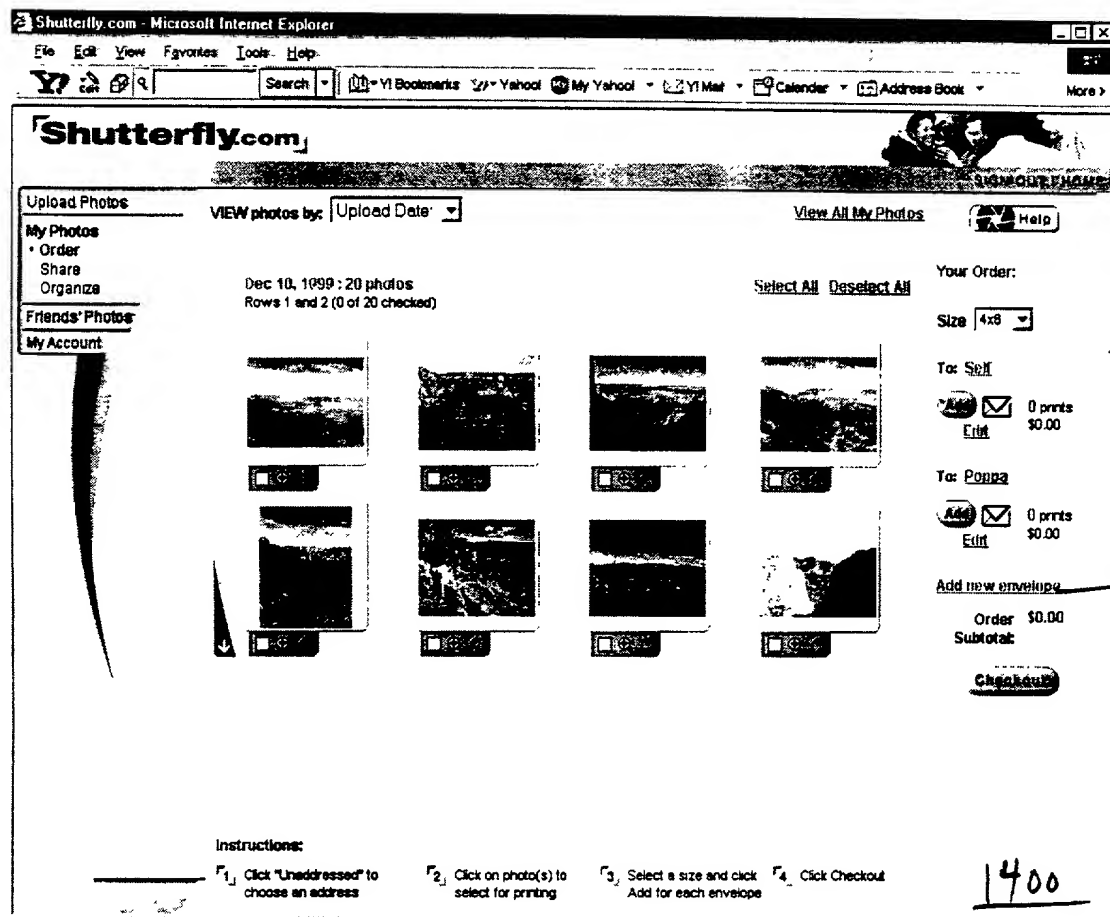 Shutterfly.com - Microsoft Internet Explorer
File Edit View Favorites Tools Help
Y! Edit Search Y! Bookmarks Yahoo! My Yahoo! Y! Mail Calendar Address Book More >
Shutterfly.com
SIGN OUT HOME
Upload Photos
My Photos
• Order
Share
Organize
Friends' Photos
My Account
VIEW photos by: Upload Date
View All My Photos
Help
Dec 10, 1999 : 20 photos
Rows 1 and 2 (0 of 20 checked)
Select All Deselect All
Your Order:
Size 4x6
To: Self
Add 0 prints
Edit $0.00
To: Poppa
Add 0 prints
Edit $0.00
Add new envelope
Order $0.00
Subtotal:
Checkout
Instructions:
1 Click "Unaddressed" to choose an address
2 Click on photo(s) to select for printing
3 Select a size and click Add for each envelope
4 Click Checkout
1400